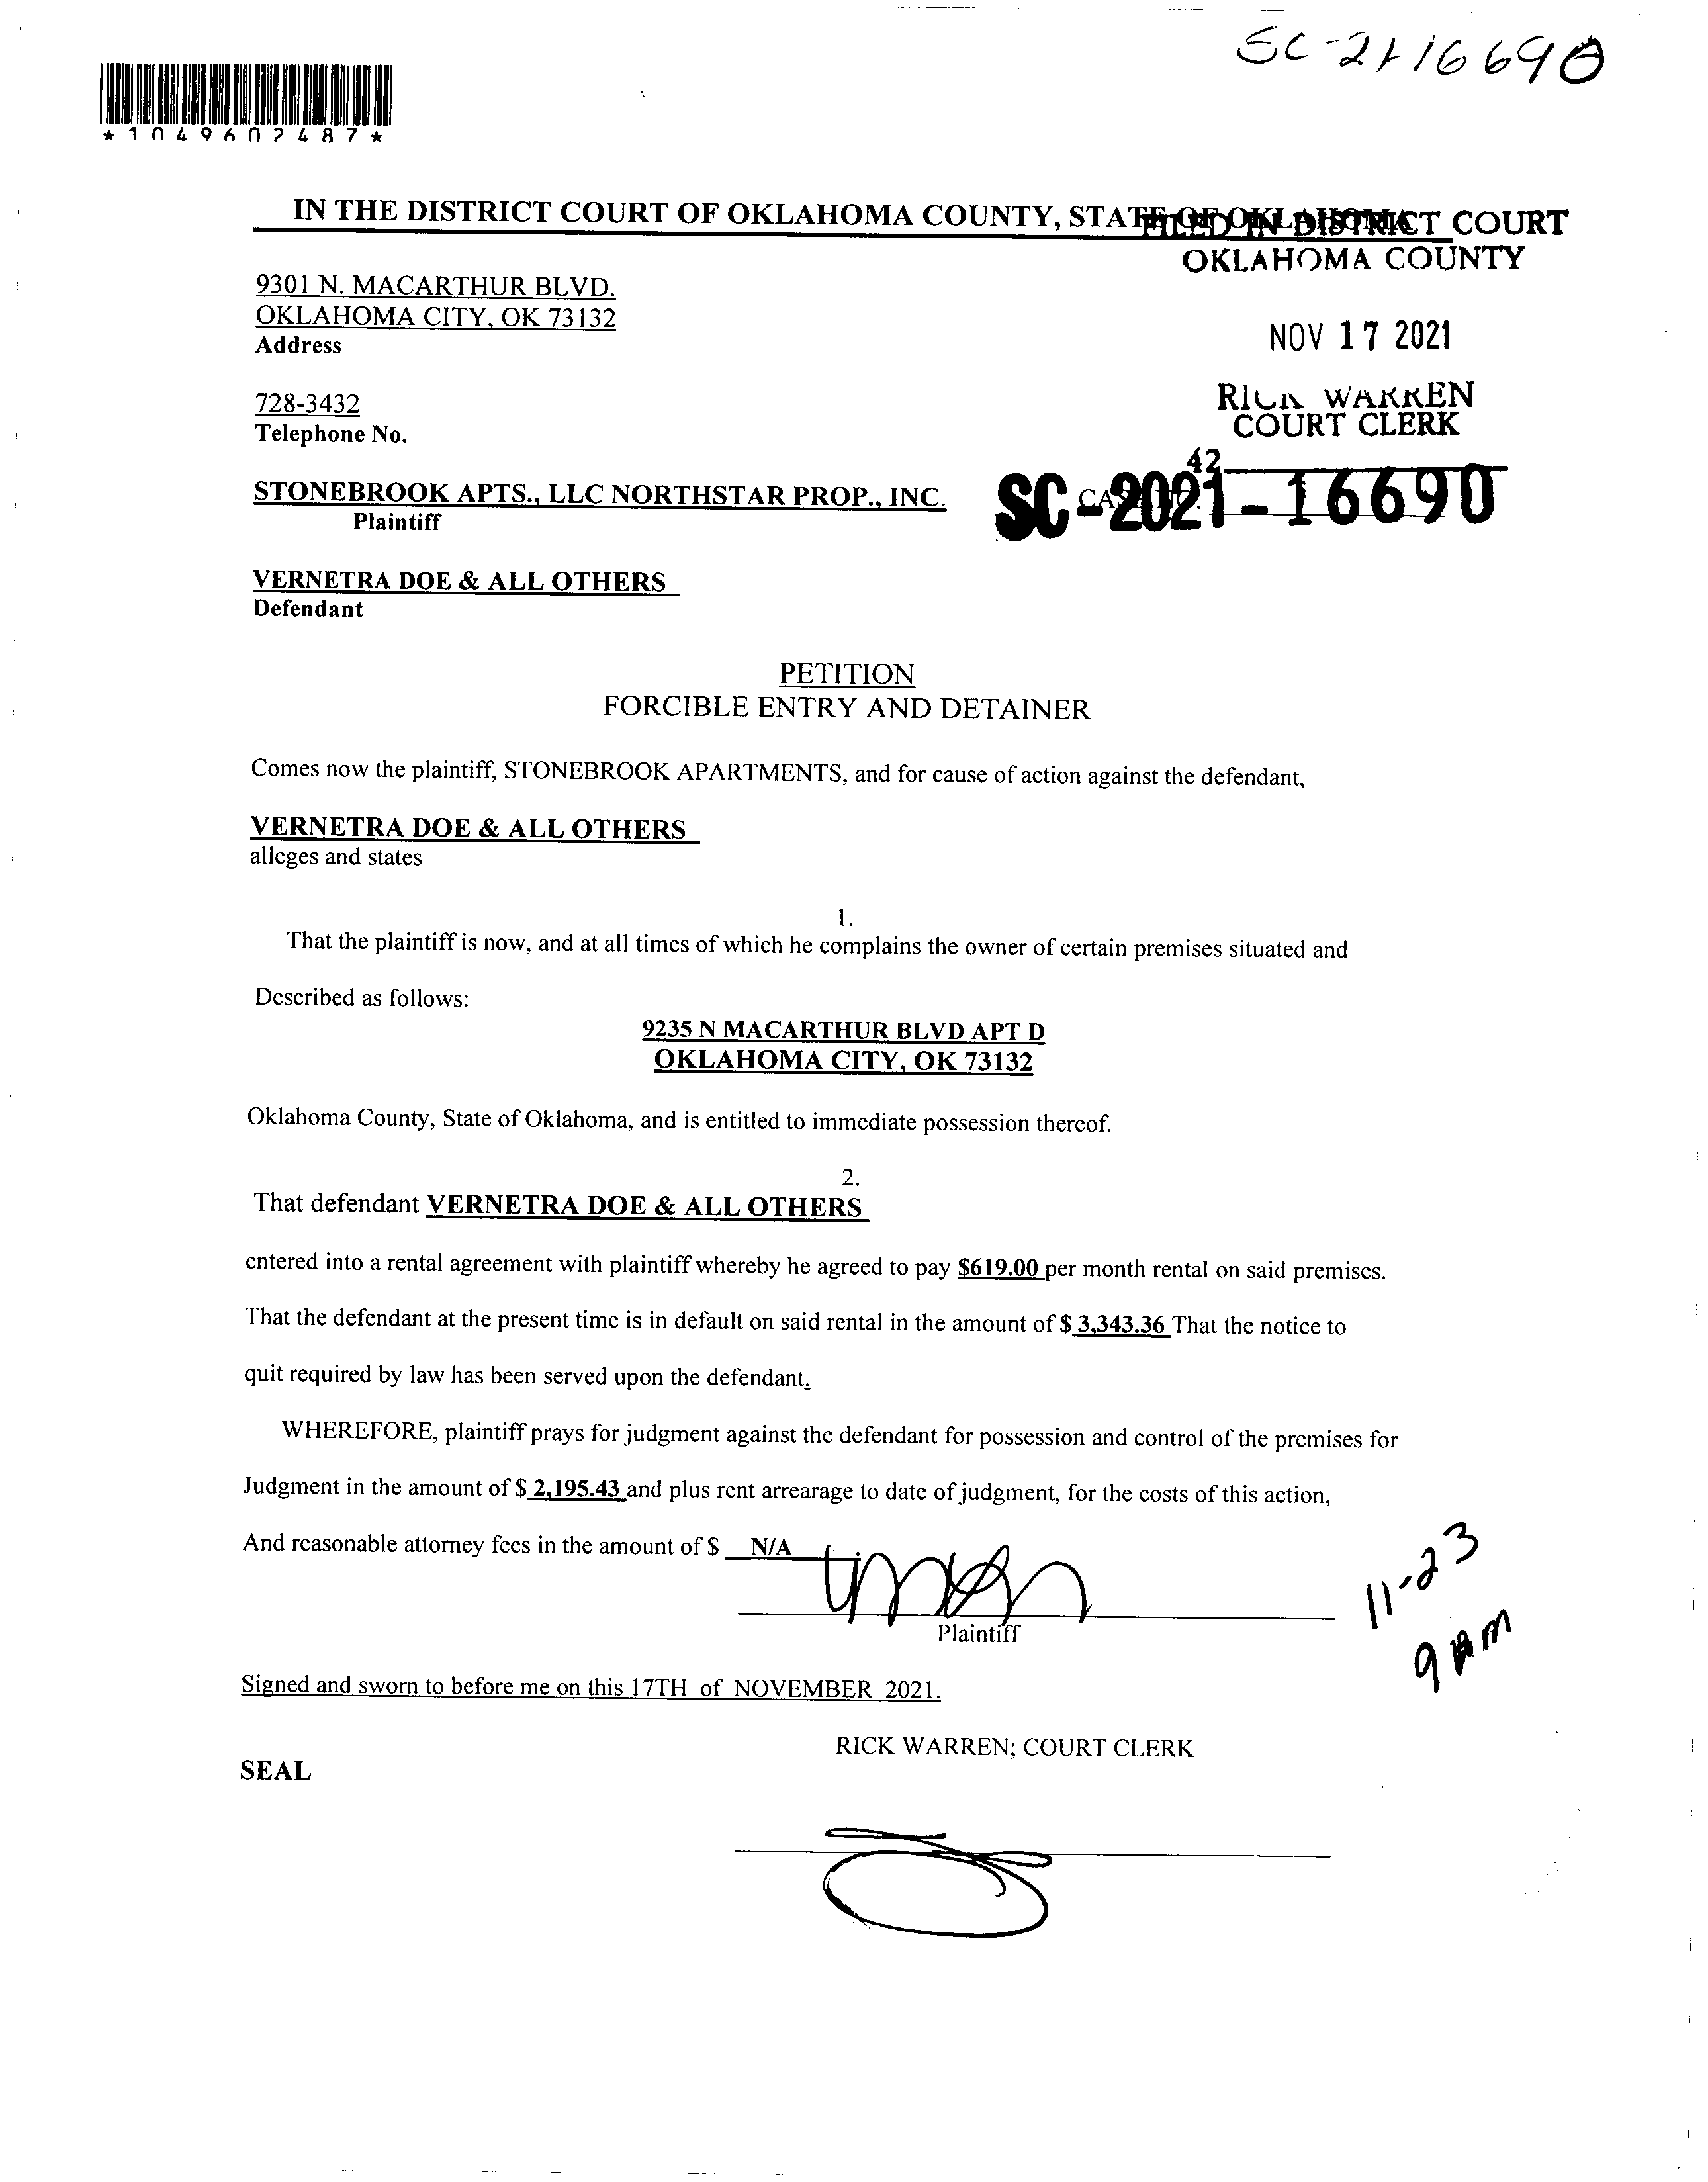 SC-21-16690
*1049607487*
IN THE DISTRICT COURT OF OKLAHOMA COUNTY, STATE OF OKLAHOMA
FILED IN DISTRICT COURT
OKLAHOMA COUNTY
9301 N. MACARTHUR BLVD.
OKLAHOMA CITY, OK 73132
Address
NOV 17 2021
728-3432
Telephone No.
RICK WARREN
COURT CLERK
42
STONEBROOK APTS., LLC NORTHSTAR PROP., INC.
Plaintiff
SC-2021-16690
VERNETRA DOE & ALL OTHERS
Defendant
PETITION
FORCIBLE ENTRY AND DETAINER
Comes now the plaintiff, STONEBROOK APARTMENTS, and for cause of action against the defendant,
VERNETRA DOE & ALL OTHERS
alleges and states
1.
That the plaintiff is now, and at all times of which he complains the owner of certain premises situated and
Described as follows:
9235 N MACARTHUR BLVD APT D
OKLAHOMA CITY, OK 73132
Oklahoma County, State of Oklahoma, and is entitled to immediate possession thereof.
2.
That defendant VERNETRA DOE & ALL OTHERS
entered into a rental agreement with plaintiff whereby he agreed to pay $619.00 per month rental on said premises.
That the defendant at the present time is in default on said rental in the amount of $ 3,343.36 That the notice to
quit required by law has been served upon the defendant.
WHEREFORE, plaintiff prays for judgment against the defendant for possession and control of the premises for
Judgment in the amount of $ 2,195.43 and plus rent arrearage to date of judgment, for the costs of this action,
And reasonable attorney fees in the amount of $ N/A
11-23
9 am
Plaintiff
Signed and sworn to before me on this 17TH of NOVEMBER 2021.
RICK WARREN; COURT CLERK
SEAL